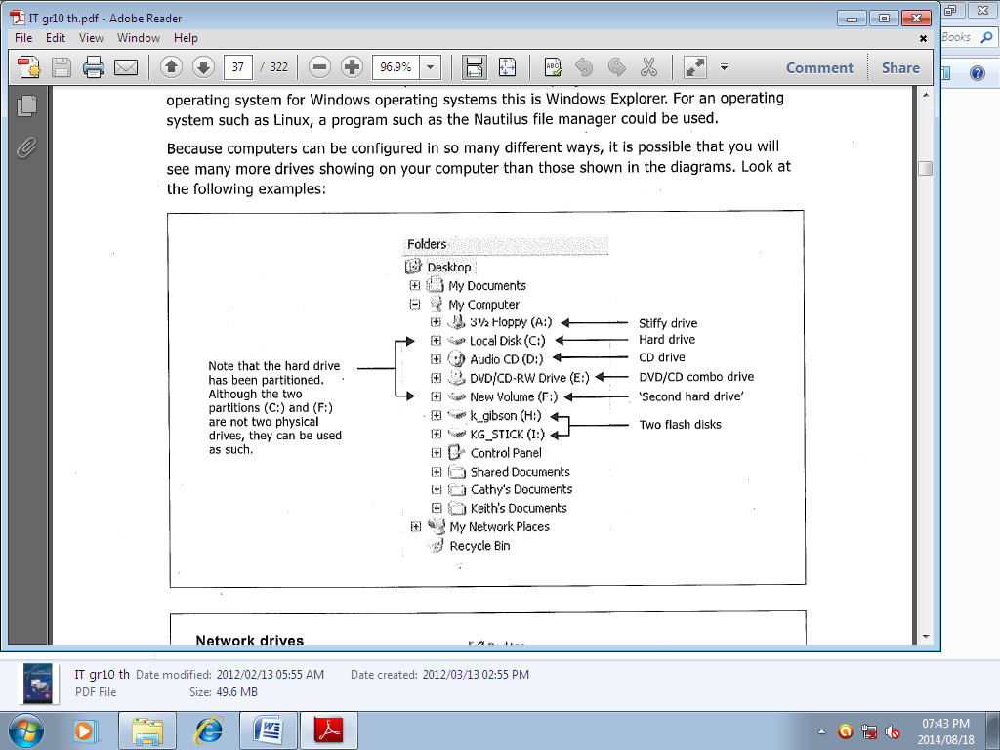 IT gr10 th.pdf - Adobe Reader
File Edit View Window Help
37 / 322 96.9% Comment Share
Books
operating system for Windows operating systems this is Windows Explorer. For an operating
system such as Linux, a program such as the Nautilus file manager could be used.
Because computers can be configured in so many different ways, it is possible that you will
see many more drives showing on your computer than those shown in the diagrams. Look at
the following examples:
Folders
Desktop
My Documents
My Computer
3½ Floppy (A:) Stiffy drive
Local Disk (C:) Hard drive
Audio CD (D:) CD drive
DVD/CD-RW Drive (E:) DVD/CD combo drive
New Volume (F:) 'Second hard drive'
k_gibson (H:)
KG_STICK (I:)
Two flash disks
Control Panel
Shared Documents
Cathy's Documents
Keith's Documents
My Network Places
Recycle Bin
Note that the hard drive
has been partitioned.
Although the two
partitions (C:) and (F:)
are not two physical
drives, they can be used
as such.
Network drives
IT gr10 th Date modified: 2012/02/13 05:55 AM Date created: 2012/03/13 02:55 PM
PDF File Size: 49.6 MB
07:43 PM
2014/08/18